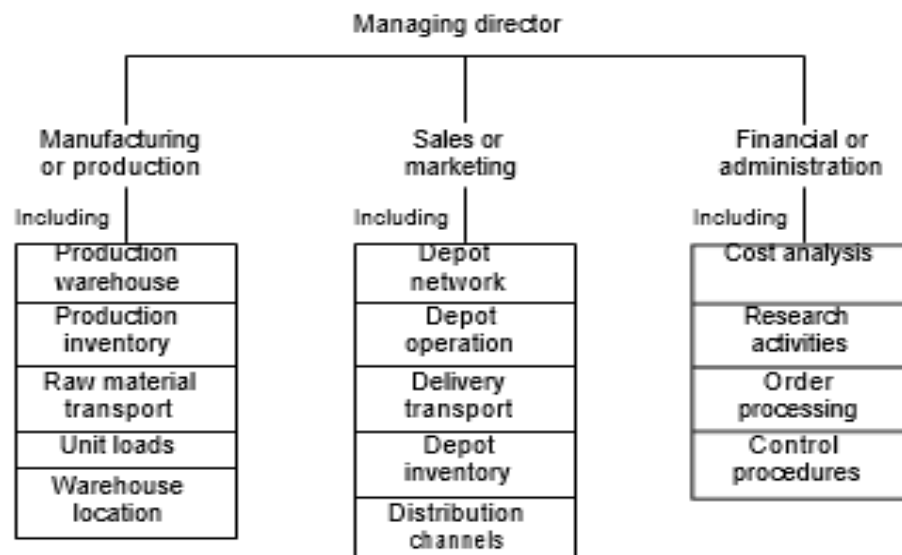 Managing director
Manufacturing
or production
Sales or
marketing
Financial or
administration
Including
Including
Including
Production
warehouse
Production
inventory
Raw material
transport
Unit loads
Warehouse
location
Depot
network
Depot
operation
Delivery
transport
Depot
inventory
Distribution
channels
Cost analysis
Research
activities
Order
processing
Control
procedures